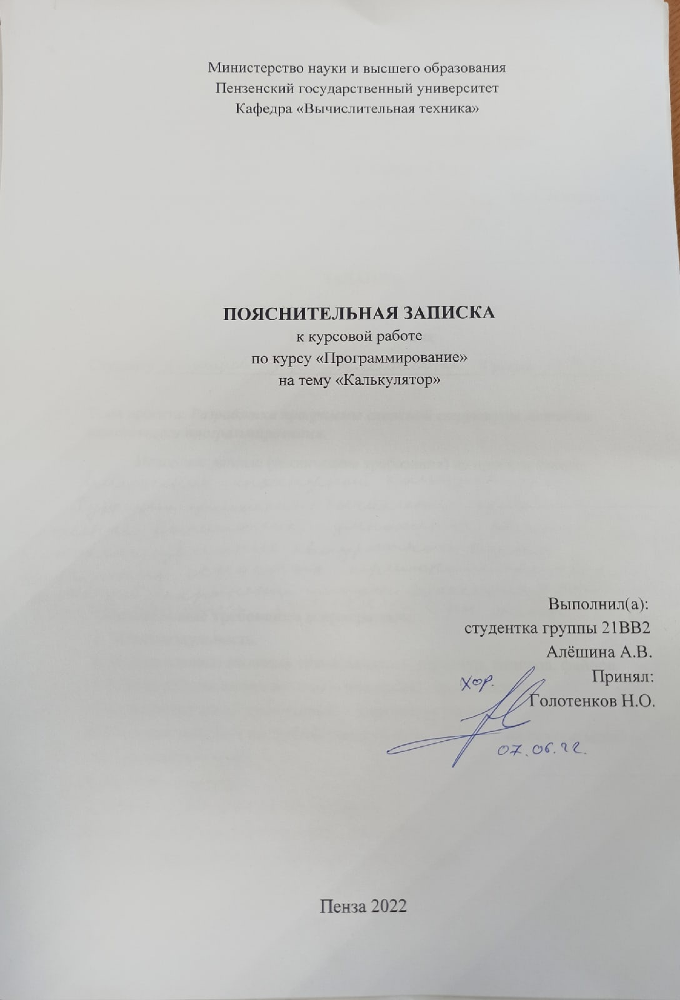 Министерство науки и высшего образования
Пензенский государственный университет
Кафедра «Вычислительная техника»
ПОЯСНИТЕЛЬНАЯ ЗАПИСКА
к курсовой работе
по курсу «Программирование»
на тему «Калькулятор»
Выполнил(а):
студентка группы 21ВВ2
Алёшина А.В.
Принял:
хор.
Голотенков Н.О.
07.06.22.
Пенза 2022